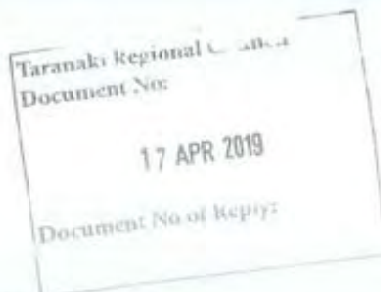 Taranaki Regional
Document No:
17 APR 2019
Document No of Reply: